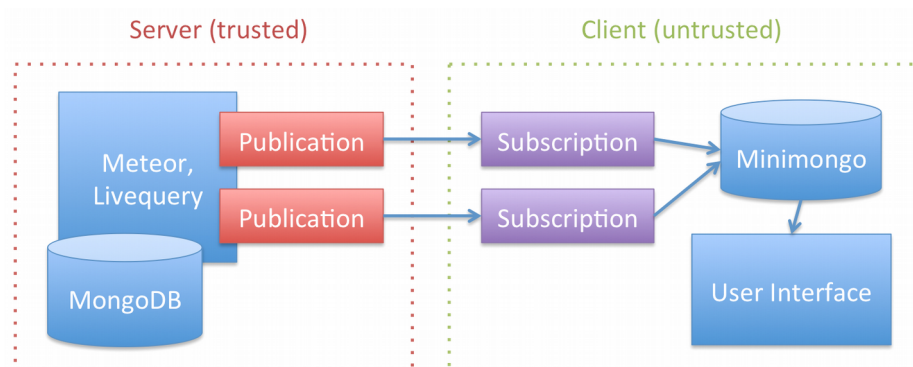 Server (trusted)
Client (untrusted)
Meteor,
Livequery
Publication
Publication
MongoDB
Subscription
Subscription
Minimongo
User Interface